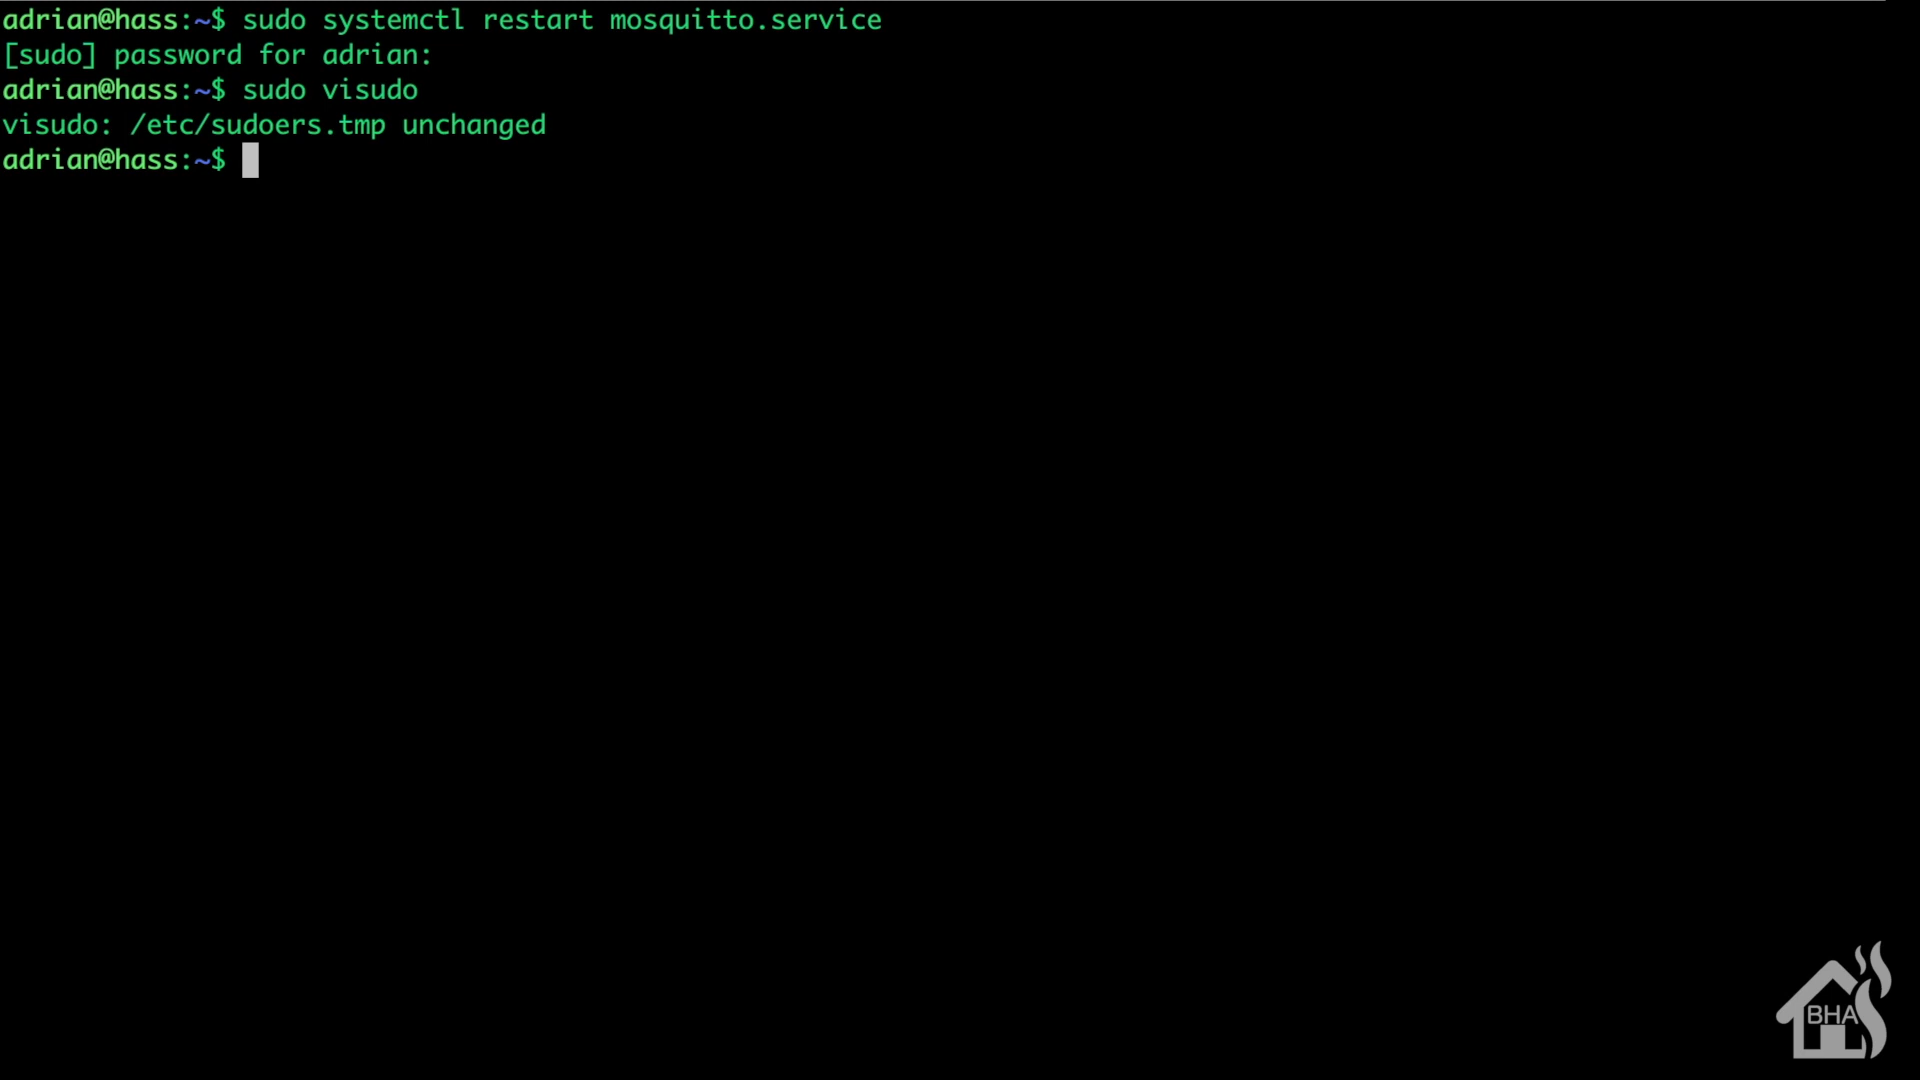 adrian@hass:~$ sudo systemctl restart mosquitto.service
[sudo] password for adrian:
adrian@hass:~$ sudo visudo
visudo: /etc/sudoers.tmp unchanged
adrian@hass:~$
BHA